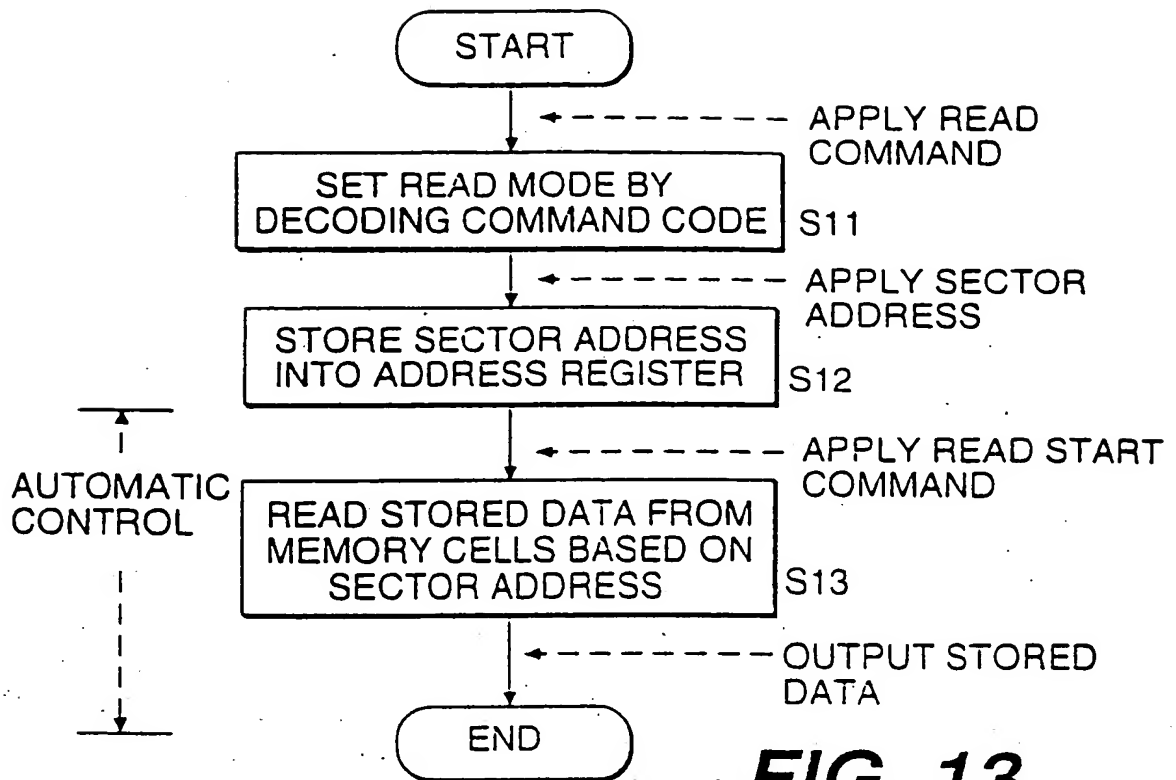 START
APPLY READ
COMMAND
SET READ MODE BY
DECODING COMMAND CODE
S11
APPLY SECTOR
ADDRESS
STORE SECTOR ADDRESS
INTO ADDRESS REGISTER
S12
APPLY READ START
COMMAND
AUTOMATIC
CONTROL
READ STORED DATA FROM
MEMORY CELLS BASED ON
SECTOR ADDRESS
S13
OUTPUT STORED
DATA
END
FIG. 13